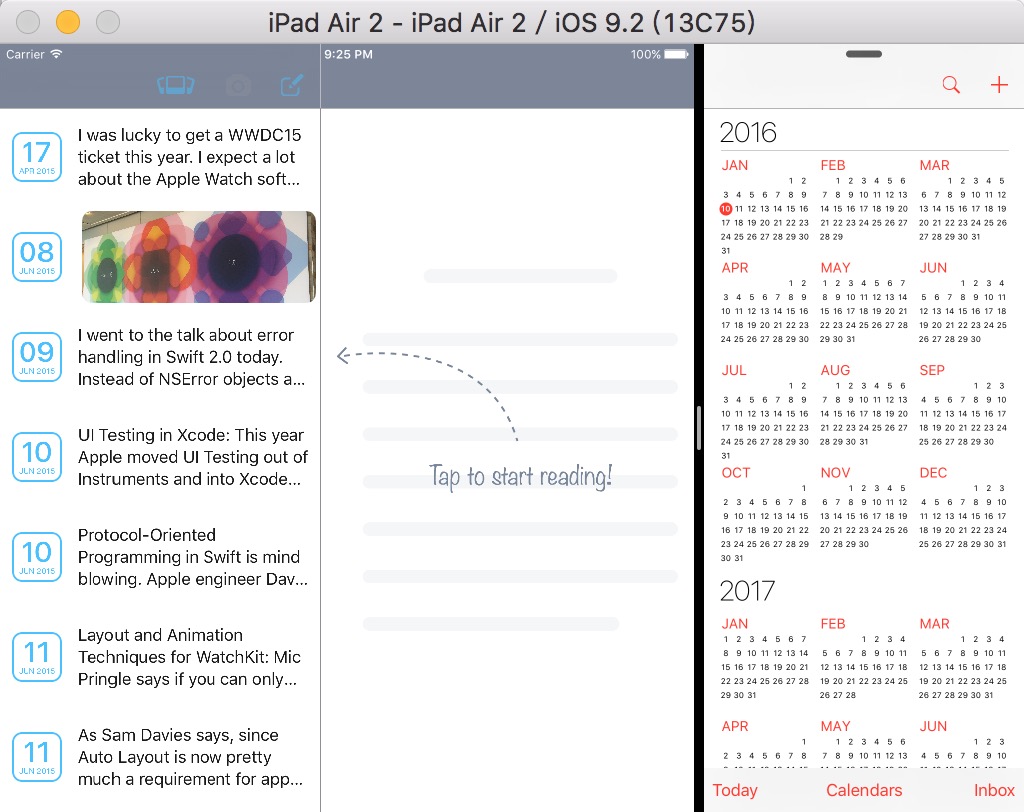 iPad Air 2 - iPad Air 2 / iOS 9.2 (13C75)
Carrier 9:25 PM 100%
17
APR 2015
I was lucky to get a WWDC15
ticket this year. I expect a lot
about the Apple Watch soft...
08
JUN 2015
09
JUN 2015
I went to the talk about error
handling in Swift 2.0 today.
Instead of NSError objects a...
10
JUN 2015
UI Testing in Xcode: This year
Apple moved UI Testing out of
Instruments and into Xcode...
10
JUN 2015
Protocol-Oriented
Programming in Swift is mind
blowing. Apple engineer Dav...
11
JUN 2015
Layout and Animation
Techniques for WatchKit: Mic
Pringle says if you can only...
11
JUN 2015
As Sam Davies says, since
Auto Layout is now pretty
much a requirement for app...
Tap to start reading!
2016
JAN
1 2
3 4 5 6 7 8 9
10 11 12 13 14 15 16
17 18 19 20 21 22 23
24 25 26 27 28 29 30
31
FEB
1 2 3 4 5 6
7 8 9 10 11 12 13
14 15 16 17 18 19 20
21 22 23 24 25 26 27
28 29
MAR
1 2 3 4 5
6 7 8 9 10 11 12
13 14 15 16 17 18 19
20 21 22 23 24 25 26
27 28 29 30 31
APR
1 2
3 4 5 6 7 8 9
10 11 12 13 14 15 16
17 18 19 20 21 22 23
24 25 26 27 28 29 30
MAY
1 2 3 4 5 6 7
8 9 10 11 12 13 14
15 16 17 18 19 20 21
22 23 24 25 26 27 28
29 30 31
JUN
1 2 3 4
5 6 7 8 9 10 11
12 13 14 15 16 17 18
19 20 21 22 23 24 25
26 27 28 29 30
JUL
1 2
3 4 5 6 7 8 9
10 11 12 13 14 15 16
17 18 19 20 21 22 23
24 25 26 27 28 29 30
31
AUG
1 2 3 4 5 6
7 8 9 10 11 12 13
14 15 16 17 18 19 20
21 22 23 24 25 26 27
28 29 30 31
SEP
1 2 3
4 5 6 7 8 9 10
11 12 13 14 15 16 17
18 19 20 21 22 23 24
25 26 27 28 29 30
OCT
1
2 3 4 5 6 7 8
9 10 11 12 13 14 15
16 17 18 19 20 21 22
23 24 25 26 27 28 29
30 31
NOV
1 2 3 4 5
6 7 8 9 10 11 12
13 14 15 16 17 18 19
20 21 22 23 24 25 26
27 28 29 30
DEC
1 2 3
4 5 6 7 8 9 10
11 12 13 14 15 16 17
18 19 20 21 22 23 24
25 26 27 28 29 30 31
2017
JAN
1 2 3 4 5 6 7
8 9 10 11 12 13 14
15 16 17 18 19 20 21
22 23 24 25 26 27 28
29 30 31
FEB
1 2 3 4
5 6 7 8 9 10 11
12 13 14 15 16 17 18
19 20 21 22 23 24 25
26 27 28
MAR
1 2 3 4
5 6 7 8 9 10 11
12 13 14 15 16 17 18
19 20 21 22 23 24 25
26 27 28 29 30 31
APR
1
2 3 4 5 6 7 8
MAY
1 2 3 4 5 6
7 8 9 10 11 12 13
JUN
1 2 3
4 5 6 7 8 9 10
Today Calendars Inbox